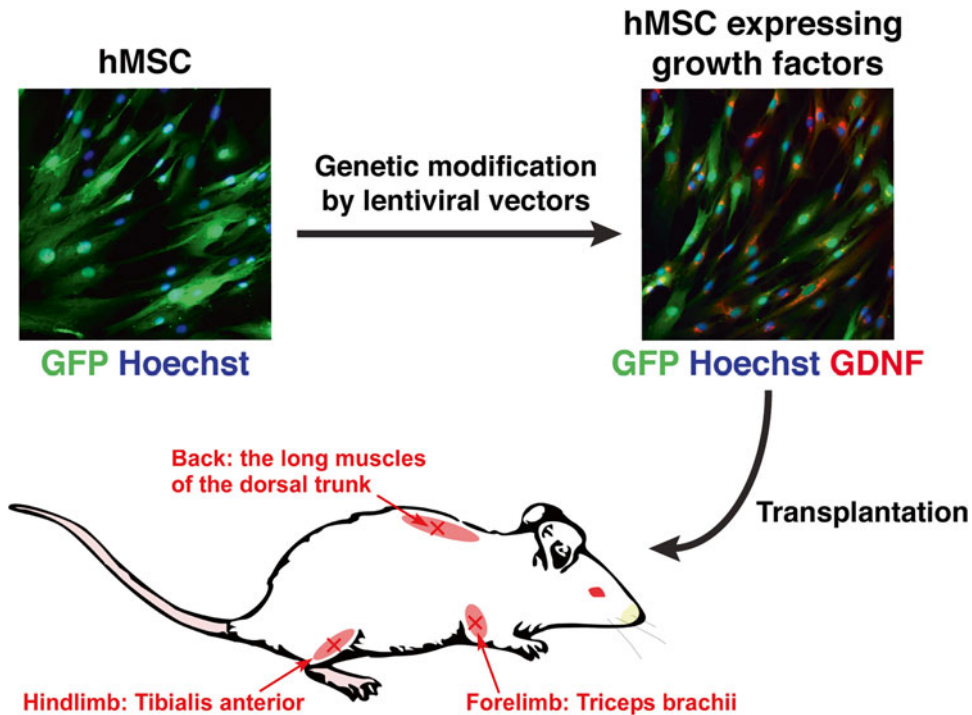 hMSC
hMSC expressing
growth factors
Genetic modification
by lentiviral vectors
GFP Hoechst
GFP Hoechst GDNF
Back: the long muscles
of the dorsal trunk
Transplantation
Hindlimb: Tibialis anterior
Forelimb: Triceps brachii